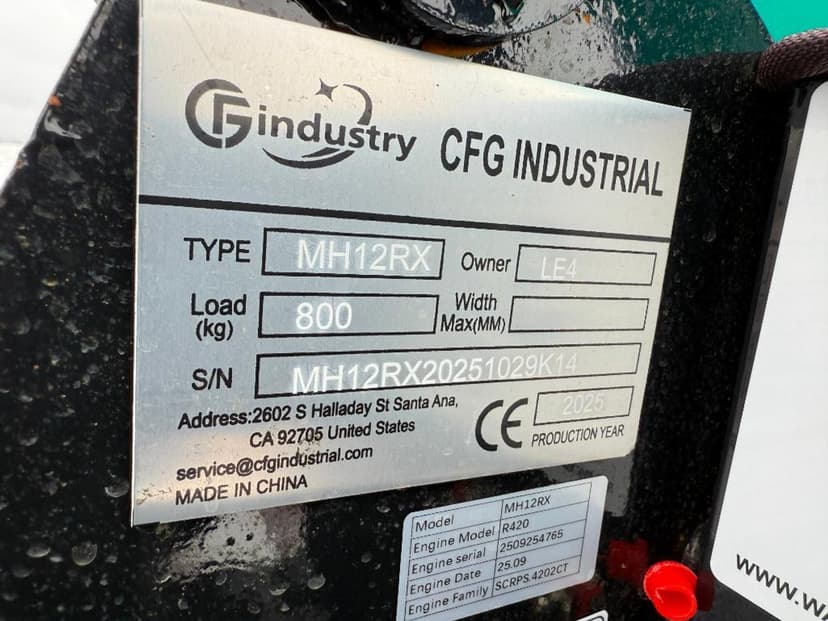 CFG industry CFG INDUSTRIAL
TYPE MH12RX Owner LE4
Load (kg) 800 Width Max(MM)
S/N MH12RX20251029K14
Address:2602 S Halladay St Santa Ana,
CA 92705 United States
service@cfgindustrial.com
MADE IN CHINA
CE 2025
PRODUCTION YEAR
Model MH12RX
Engine Model R420
Engine serial 2509254765
Engine Date 25.09
Engine Family SCRPS.4202CT